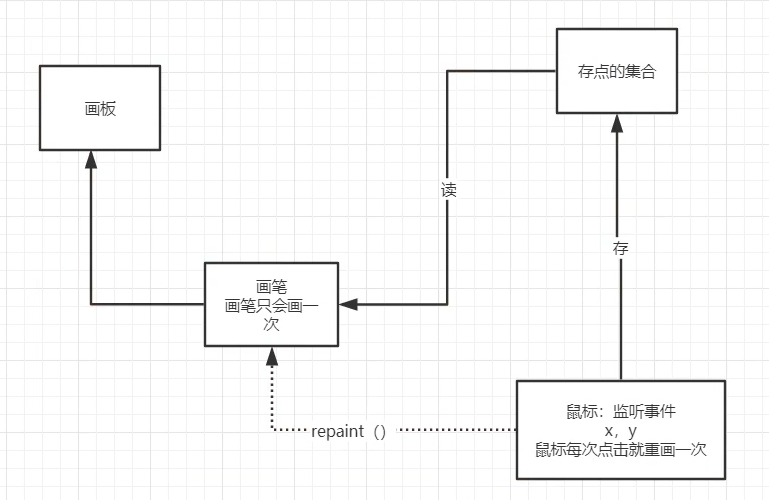 画板
存点的集合
读
存
画笔
画笔只会画一
次
repaint（）
鼠标：监听事件
x，y
鼠标每次点击就重画一次